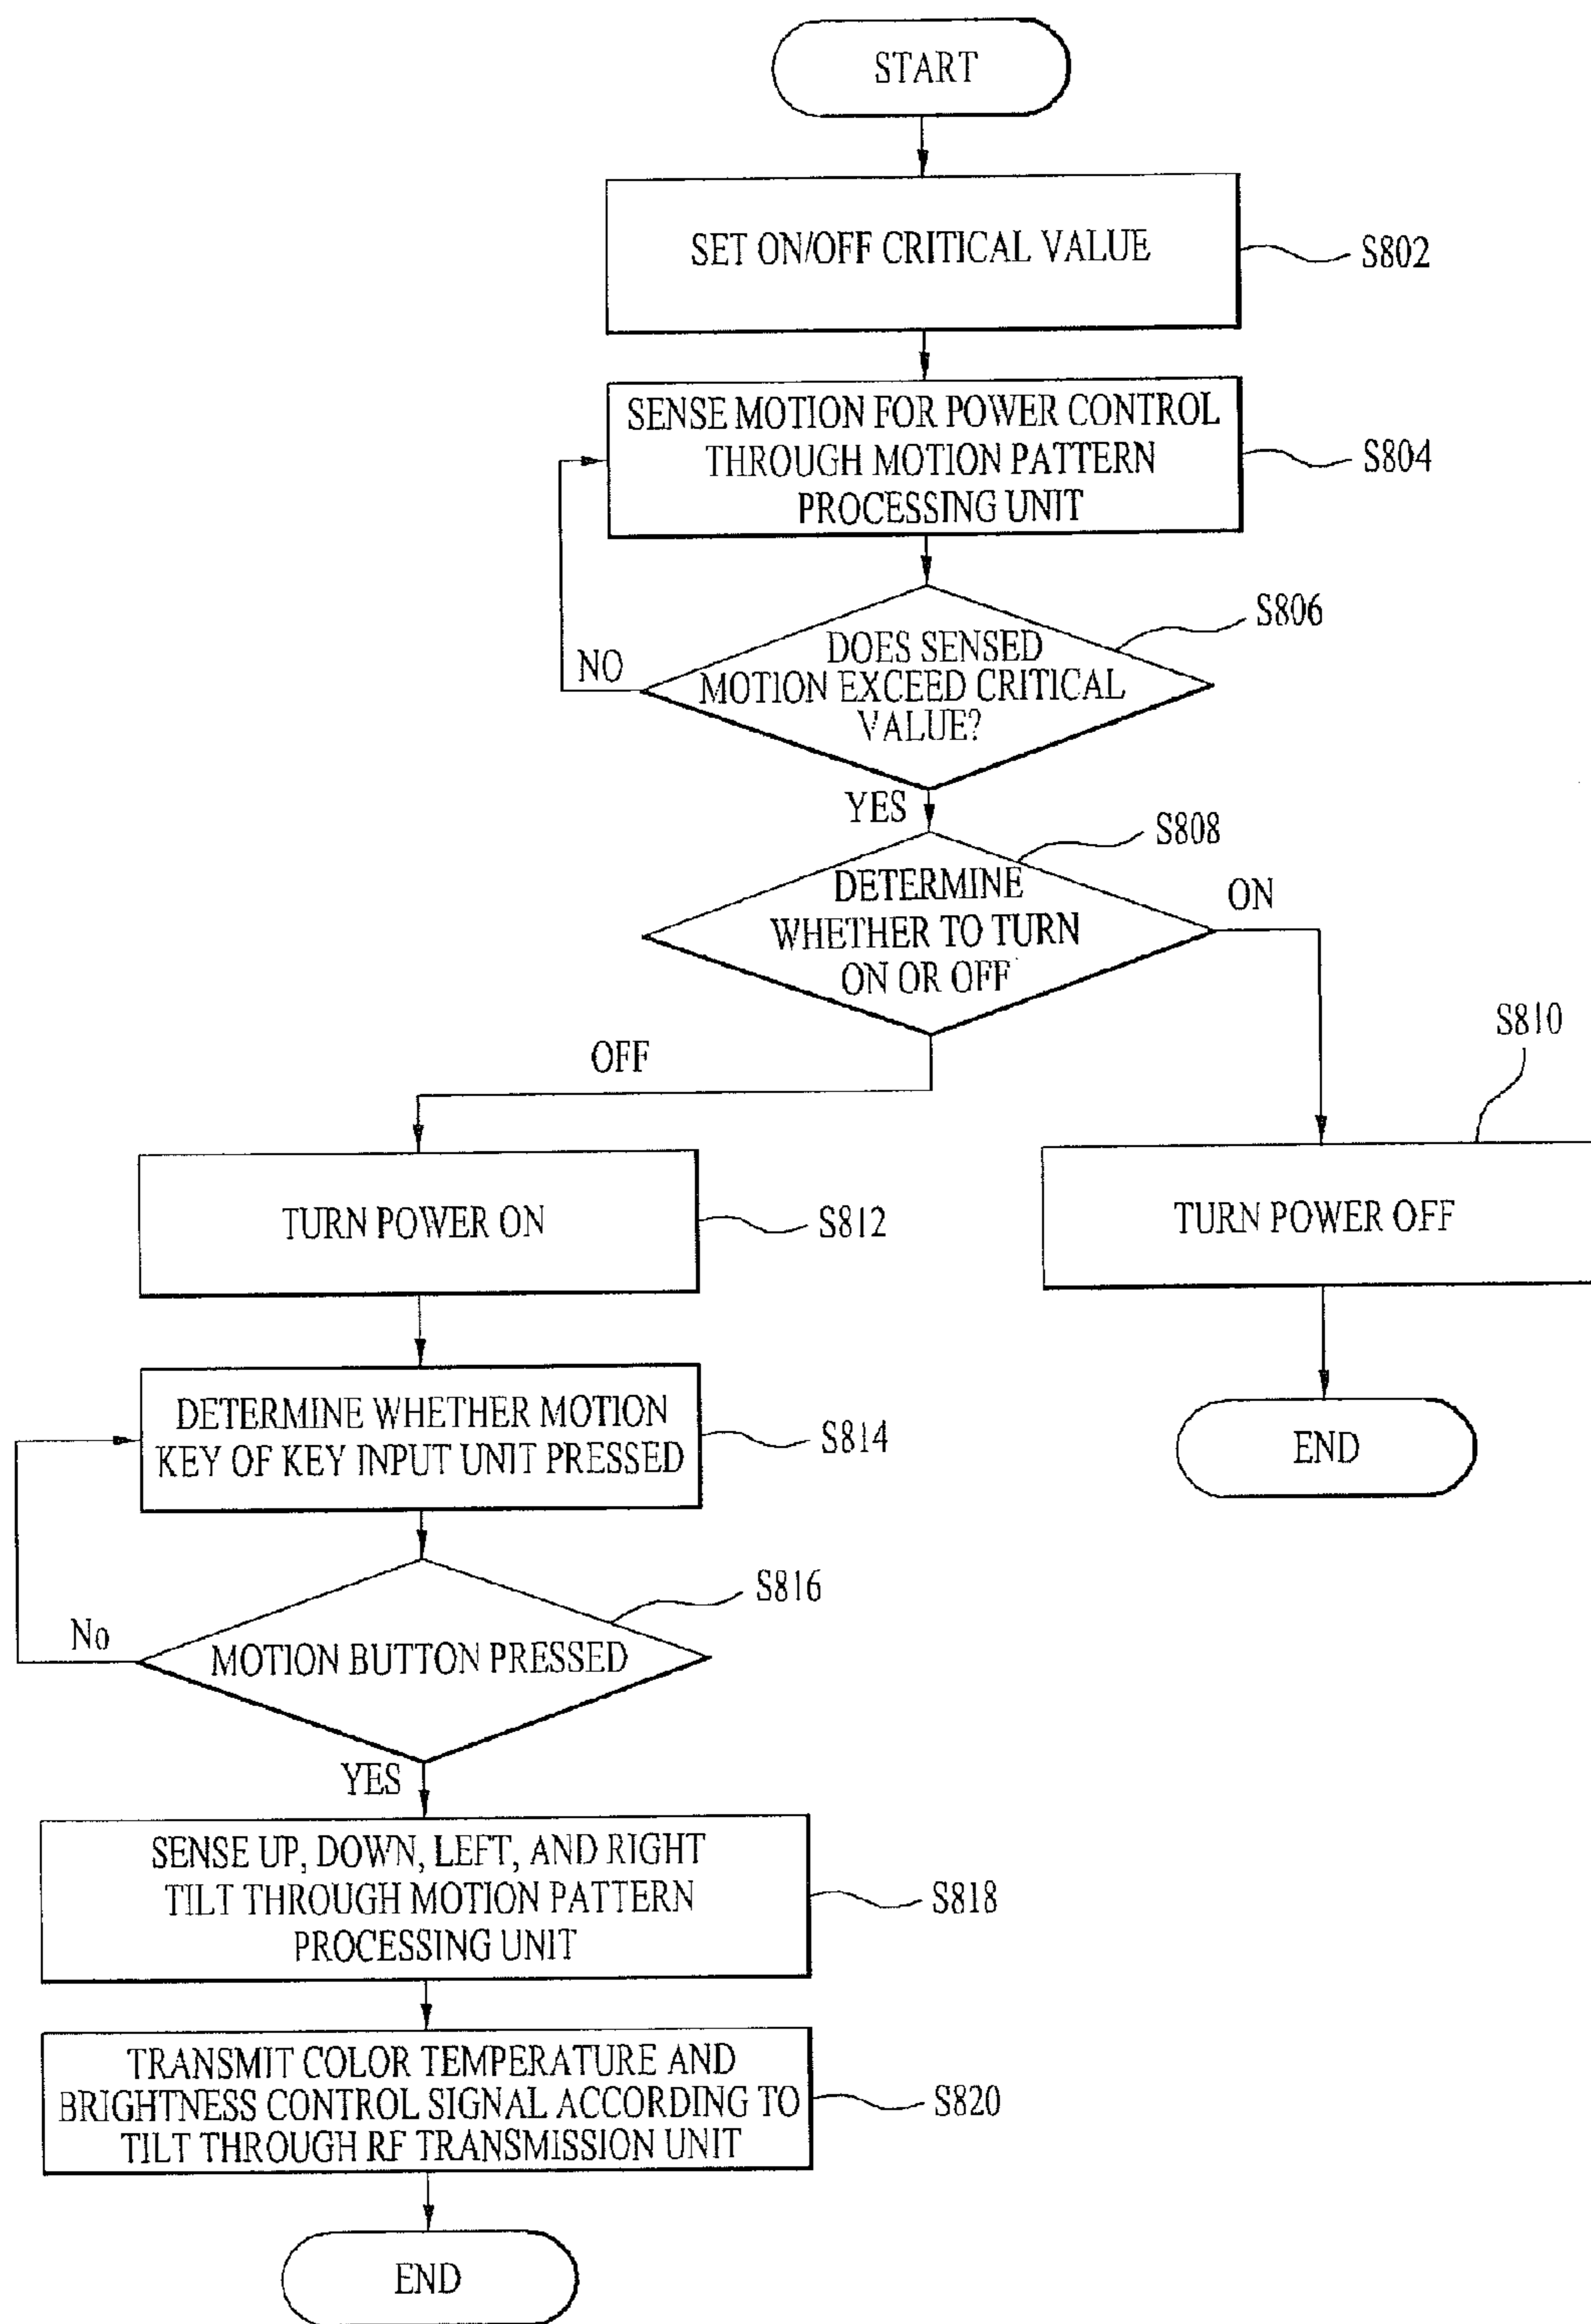 START
SET ON/OFF CRITICAL VALUE
S802
SENSE MOTION FOR POWER CONTROL
THROUGH MOTION PATTERN
PROCESSING UNIT
S804
DOES SENSED
MOTION EXCEED CRITICAL
VALUE?
S806
NO
YES
DETERMINE
WHETHER TO TURN
ON OR OFF
S808
ON
OFF
S810
TURN POWER OFF
END
TURN POWER ON
S812
DETERMINE WHETHER MOTION
KEY OF KEY INPUT UNIT PRESSED
S814
MOTION BUTTON PRESSED
S816
No
YES
SENSE UP, DOWN, LEFT, AND RIGHT
TILT THROUGH MOTION PATTERN
PROCESSING UNIT
S818
TRANSMIT COLOR TEMPERATURE AND
BRIGHTNESS CONTROL SIGNAL ACCORDING TO
TILT THROUGH RF TRANSMISSION UNIT
S820
END